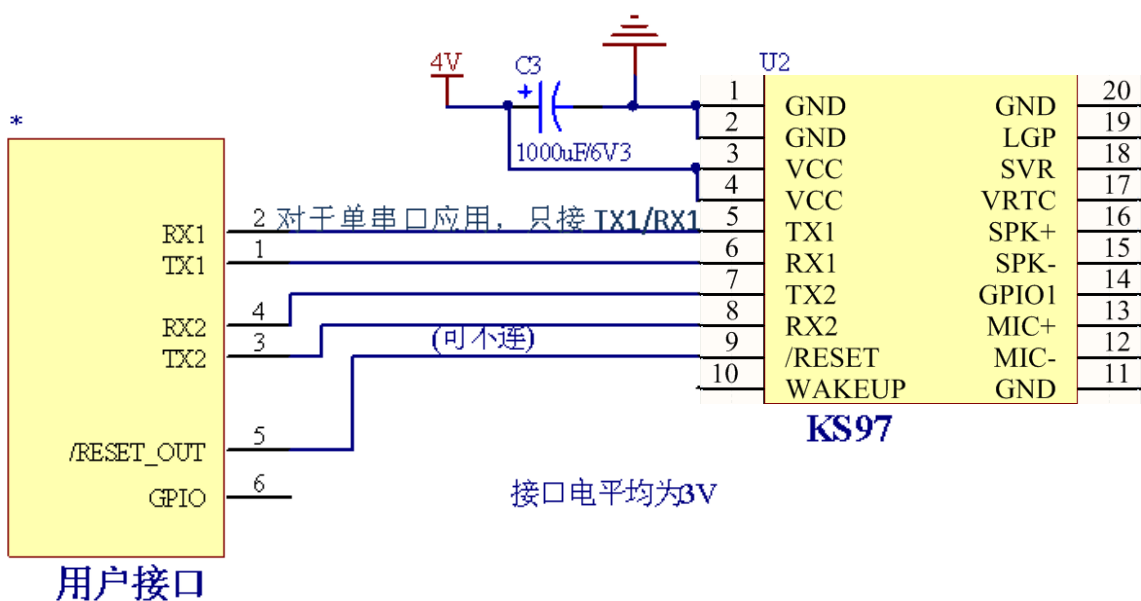 4V
C3
+
1000uF/6V3
U2
*
RX1 2
TX1 1
RX2 4
TX2 3
/RESET_OUT 5
GPIO 6
用户接口
对于单串口应用，只接 TX1/RX1
(可不连)
接口电平均为3V
1 GND GND 20
2 GND LGP 19
3 VCC SVR 18
4 VCC VRTC 17
5 TX1 SPK+ 16
6 RX1 SPK- 15
7 TX2 GPIO1 14
8 RX2 MIC+ 13
9 /RESET MIC- 12
10 WAKEUP GND 11
KS97